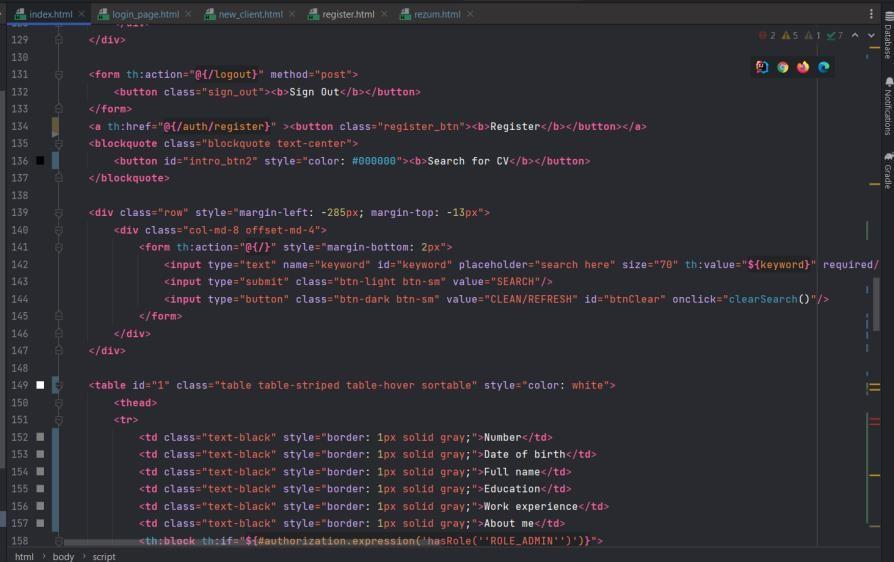 index.html login_page.html new_client.html register.html rezum.html
2 5 1 7
129 </div>
130
131 <form th:action="@{/logout}" method="post">
132 <button class="sign_out"><b>Sign Out</b></button>
133 </form>
134 <a th:href="@{/auth/register}" ><button class="register_btn"><b>Register</b></button></a>
135 <blockquote class="blockquote text-center">
136 <button id="intro_btn2" style="color: #000000"><b>Search for CV</b></button>
137 </blockquote>
138
139 <div class="row" style="margin-left: -285px; margin-top: -13px">
140 <div class="col-md-8 offset-md-4">
141 <form th:action="@{/}" style="margin-bottom: 2px">
142 <input type="text" name="keyword" id="keyword" placeholder="search here" size="70" th:value="${keyword}" required/
143 <input type="submit" class="btn-light btn-sm" value="SEARCH"/>
144 <input type="button" class="btn-dark btn-sm" value="CLEAN/REFRESH" id="btnClear" onclick="clearSearch()"/>
145 </form>
146 </div>
147 </div>
148
149 <table id="1" class="table table-striped table-hover sortable" style="color: white">
150 <thead>
151 <tr>
152 <td class="text-black" style="border: 1px solid gray;">Number</td>
153 <td class="text-black" style="border: 1px solid gray;">Date of birth</td>
154 <td class="text-black" style="border: 1px solid gray;">Full name</td>
155 <td class="text-black" style="border: 1px solid gray;">Education</td>
156 <td class="text-black" style="border: 1px solid gray;">Work experience</td>
157 <td class="text-black" style="border: 1px solid gray;">About me</td>
158 <th:block th:if="${#authorization.expression('hasRole(''ROLE_ADMIN'')')}">
html › body › script
Database
Notifications
Gradle